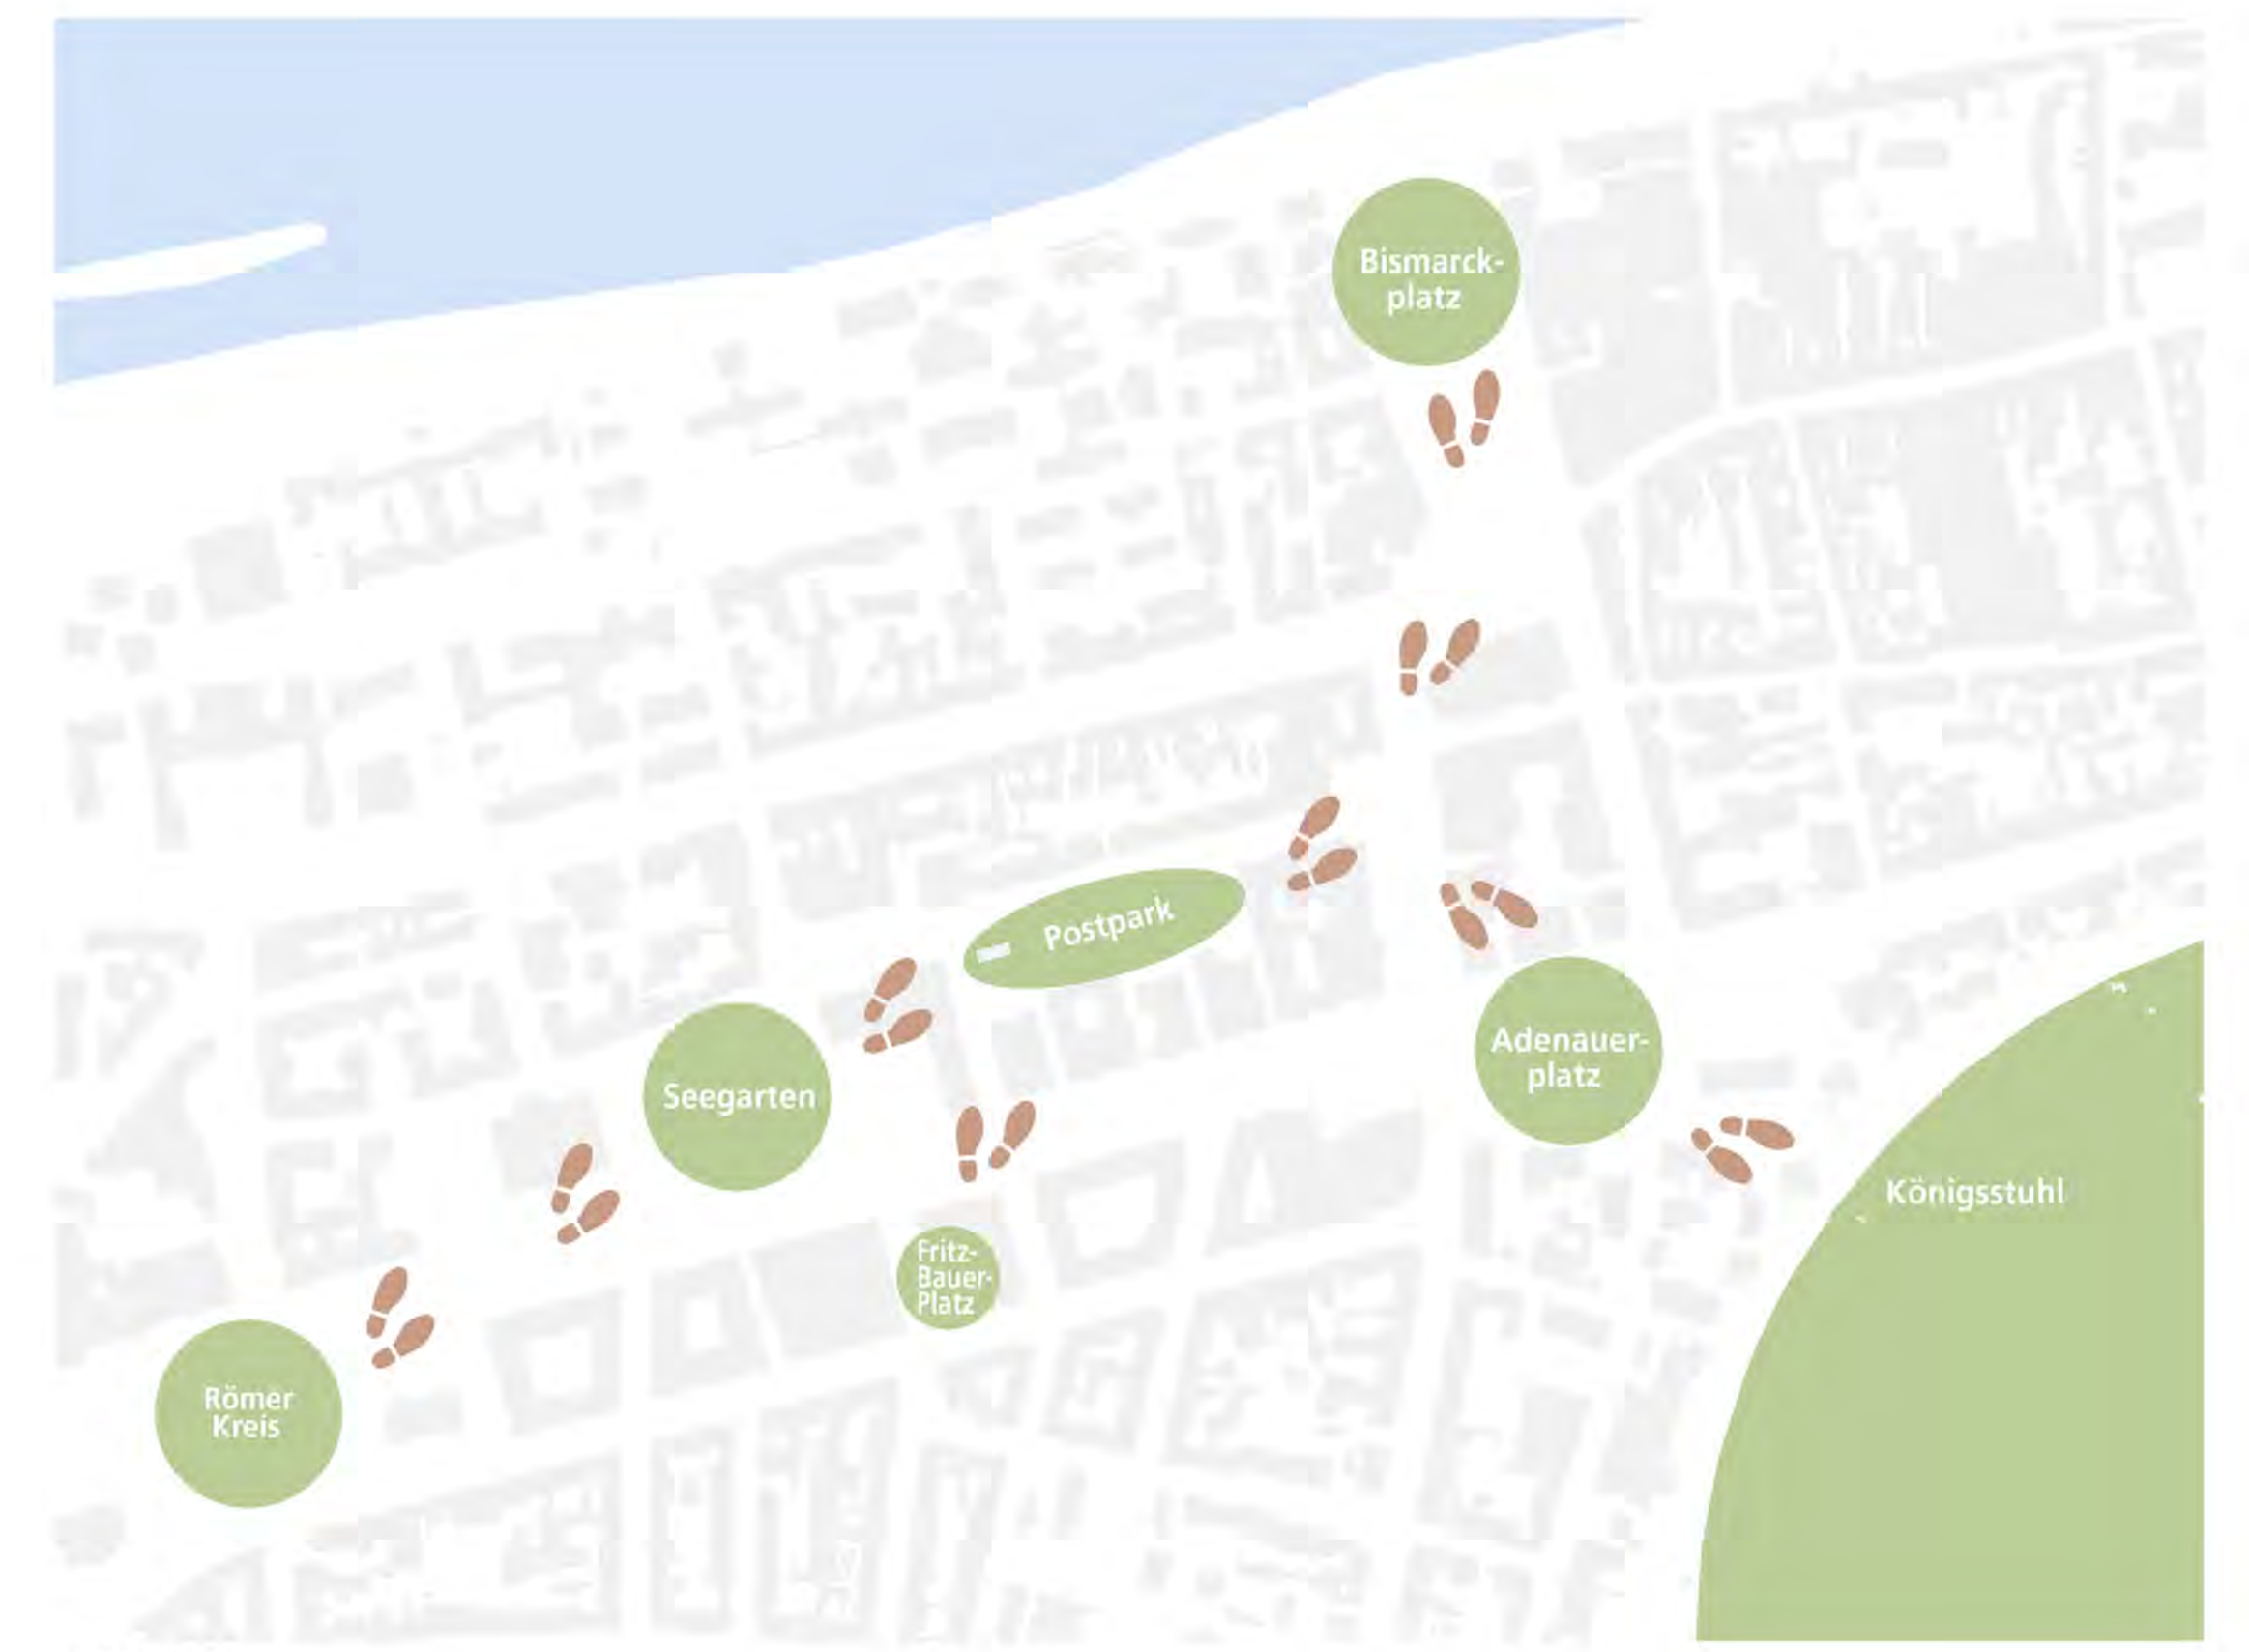 Bismarck-
platz
Postpark
Adenauer-
platz
Seegarten
Königsstuhl
Fritz-
Bauer-
Platz
Römer
Kreis